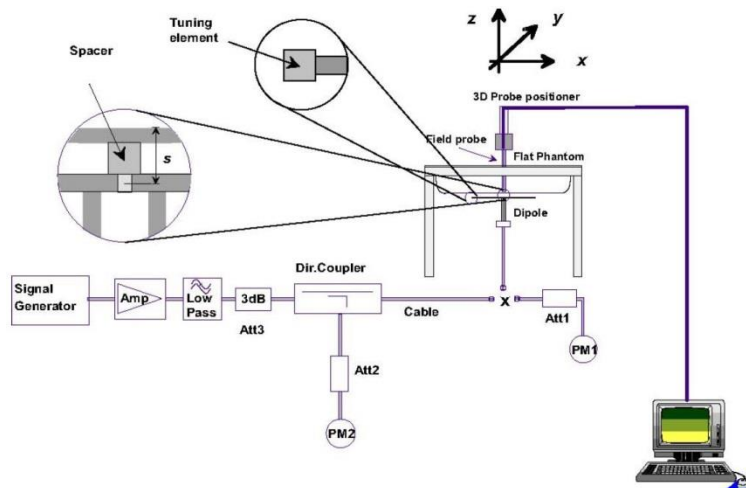 Tuning
element
Spacer
s
z
y
x
3D Probe positioner
Field probe
Flat Phantom
Dipole
Signal
Generator
Amp
Low
Pass
3dB
Att3
Dir.Coupler
Cable
x
Att1
PM1
Att2
PM2